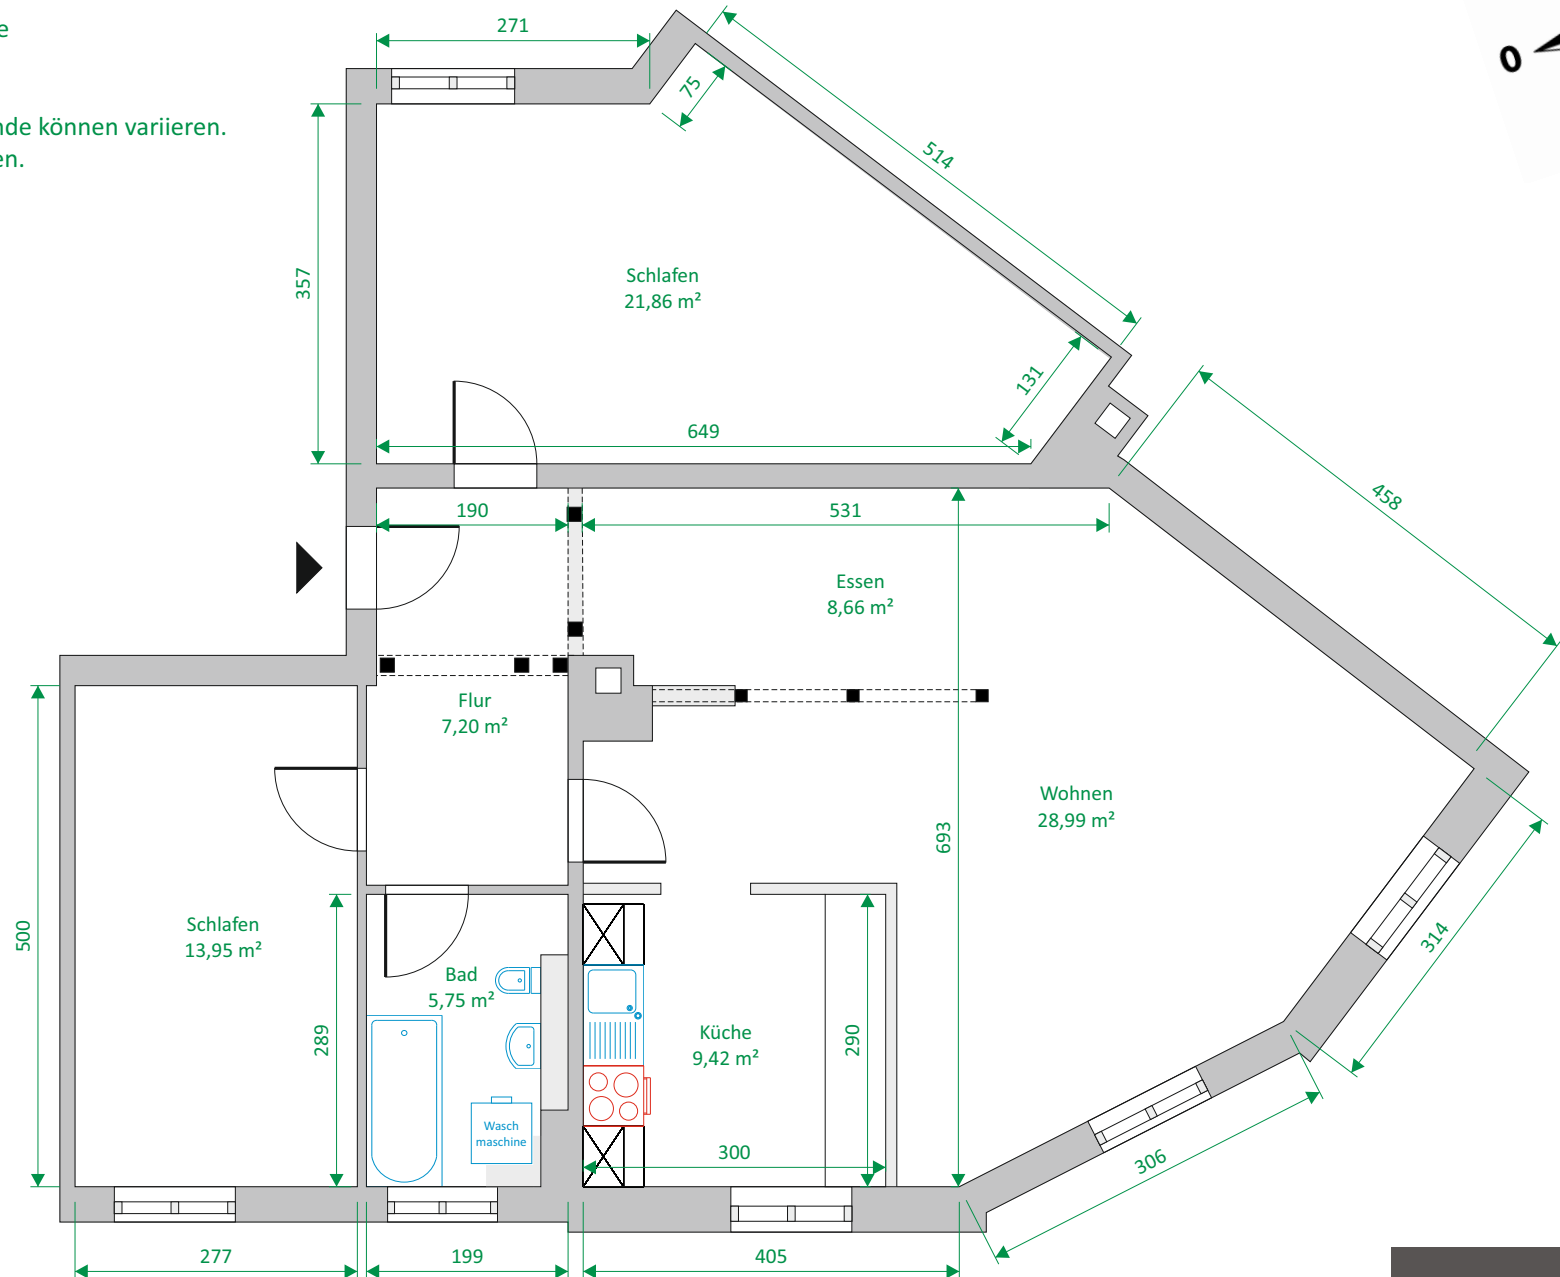 e
nde können variieren.
en.
271
75
514
O
357
Schlafen
21,86 m²
131
649
458
190
531
Essen
8,66 m²
Flur
7,20 m²
Wohnen
28,99 m²
693
500
Schlafen
13,95 m²
289
Bad
5,75 m²
Wasch
maschine
Küche
9,42 m²
290
300
314
306
277
199
405